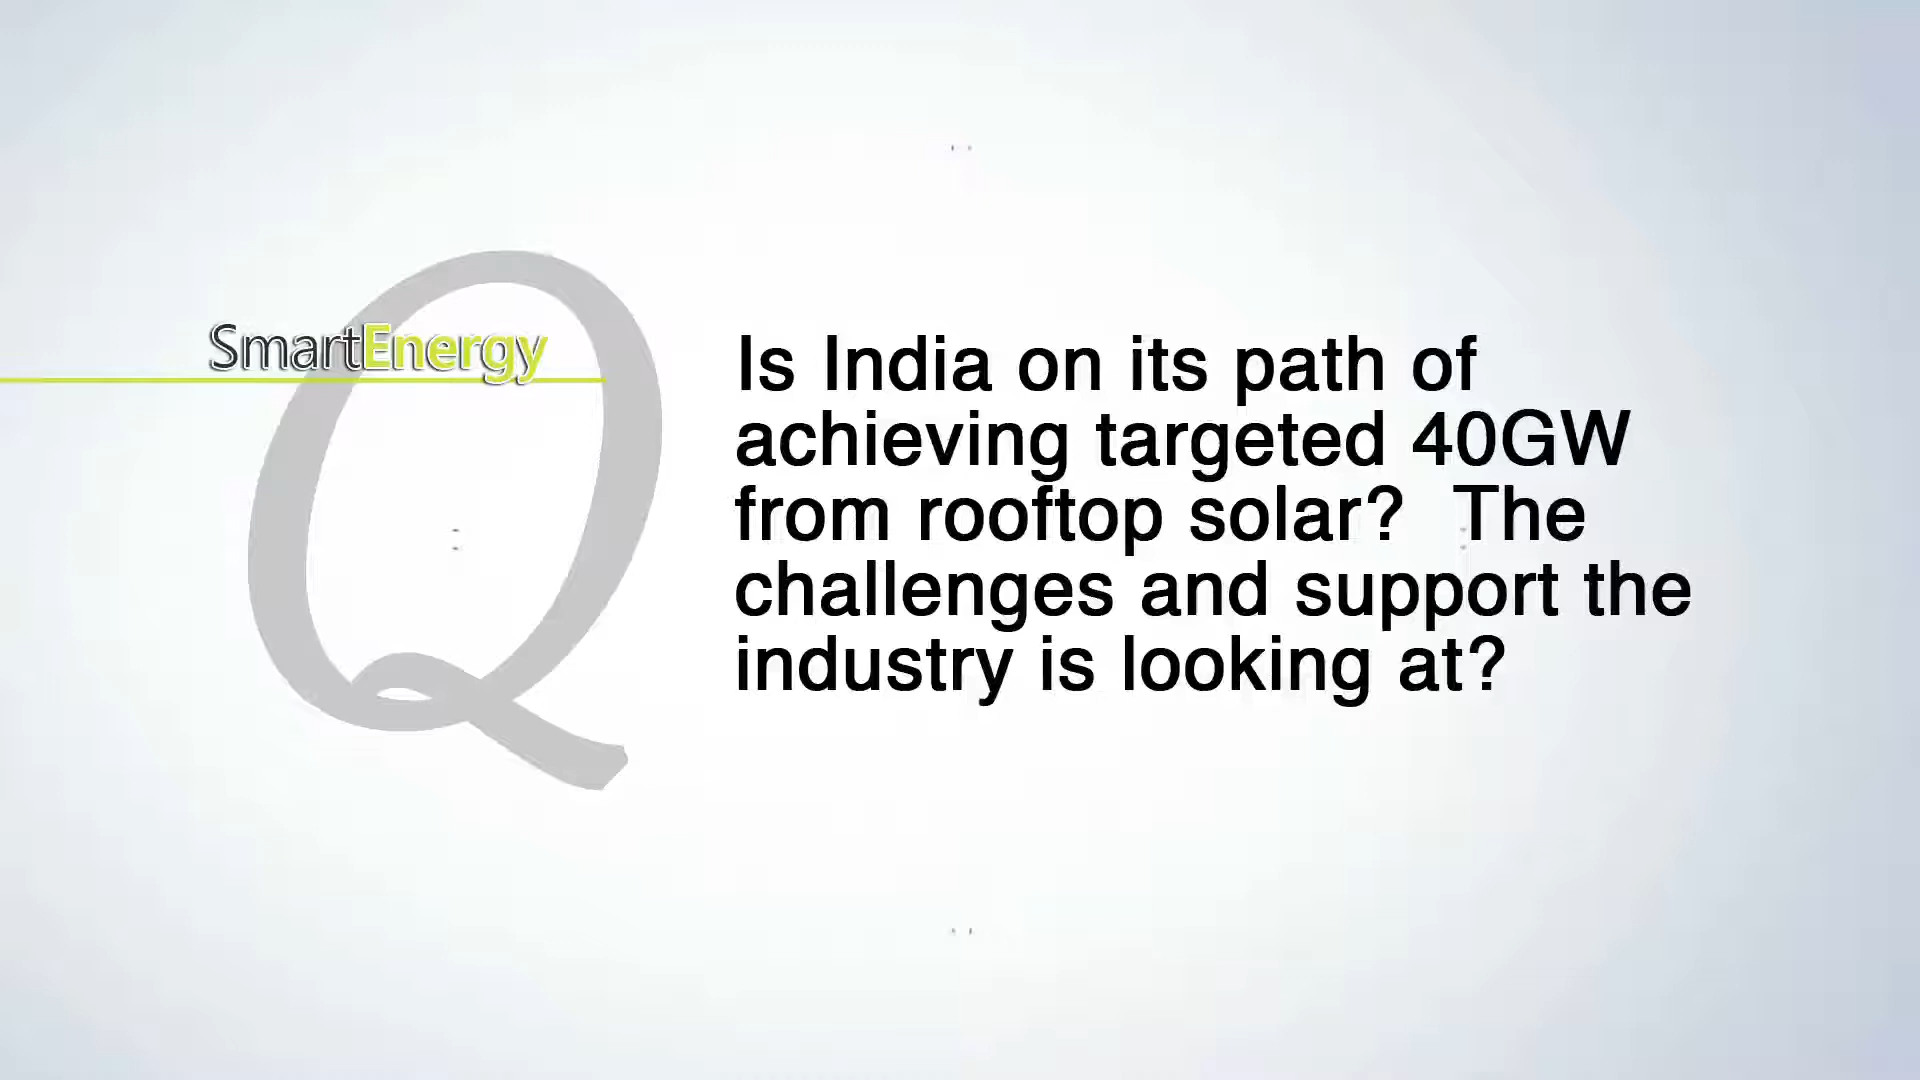 SmartEnergy
Q
Is India on its path of
achieving targeted 40GW
from rooftop solar?  The
challenges and support the
industry is looking at?